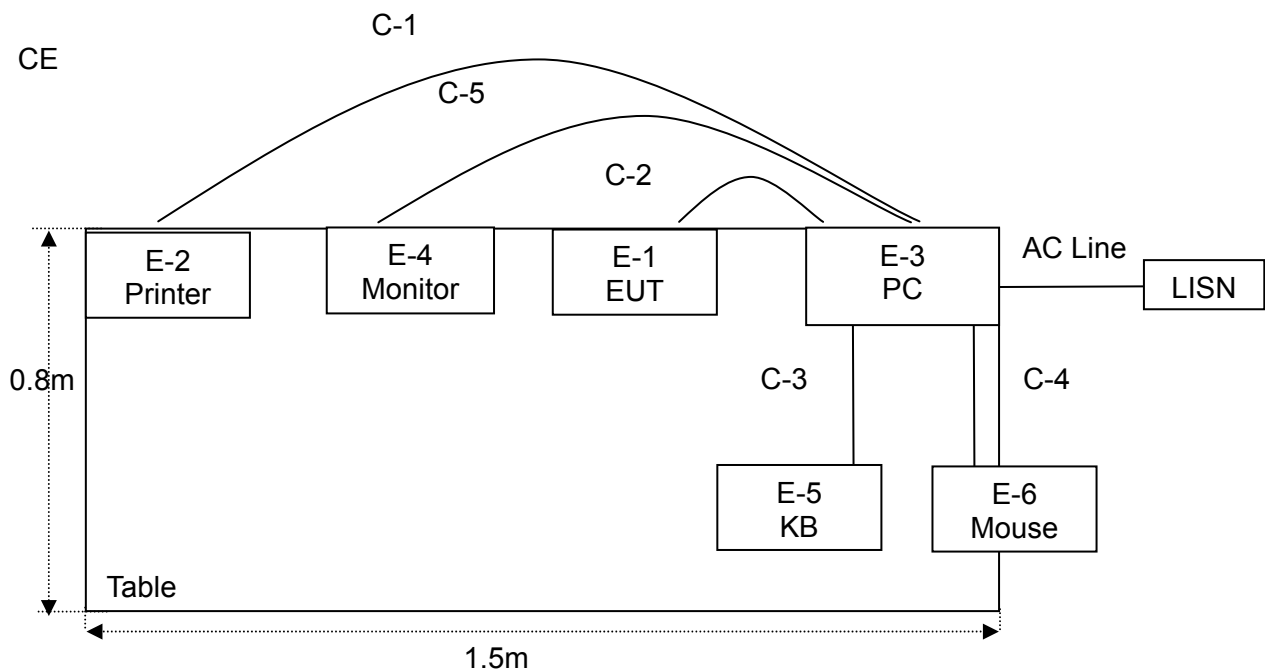 C-1
CE
C-5
C-2
E-2
Printer
E-4
Monitor
E-1
EUT
E-3
PC
AC Line
LISN
0.8m
C-3
C-4
E-5
KB
E-6
Mouse
Table
1.5m